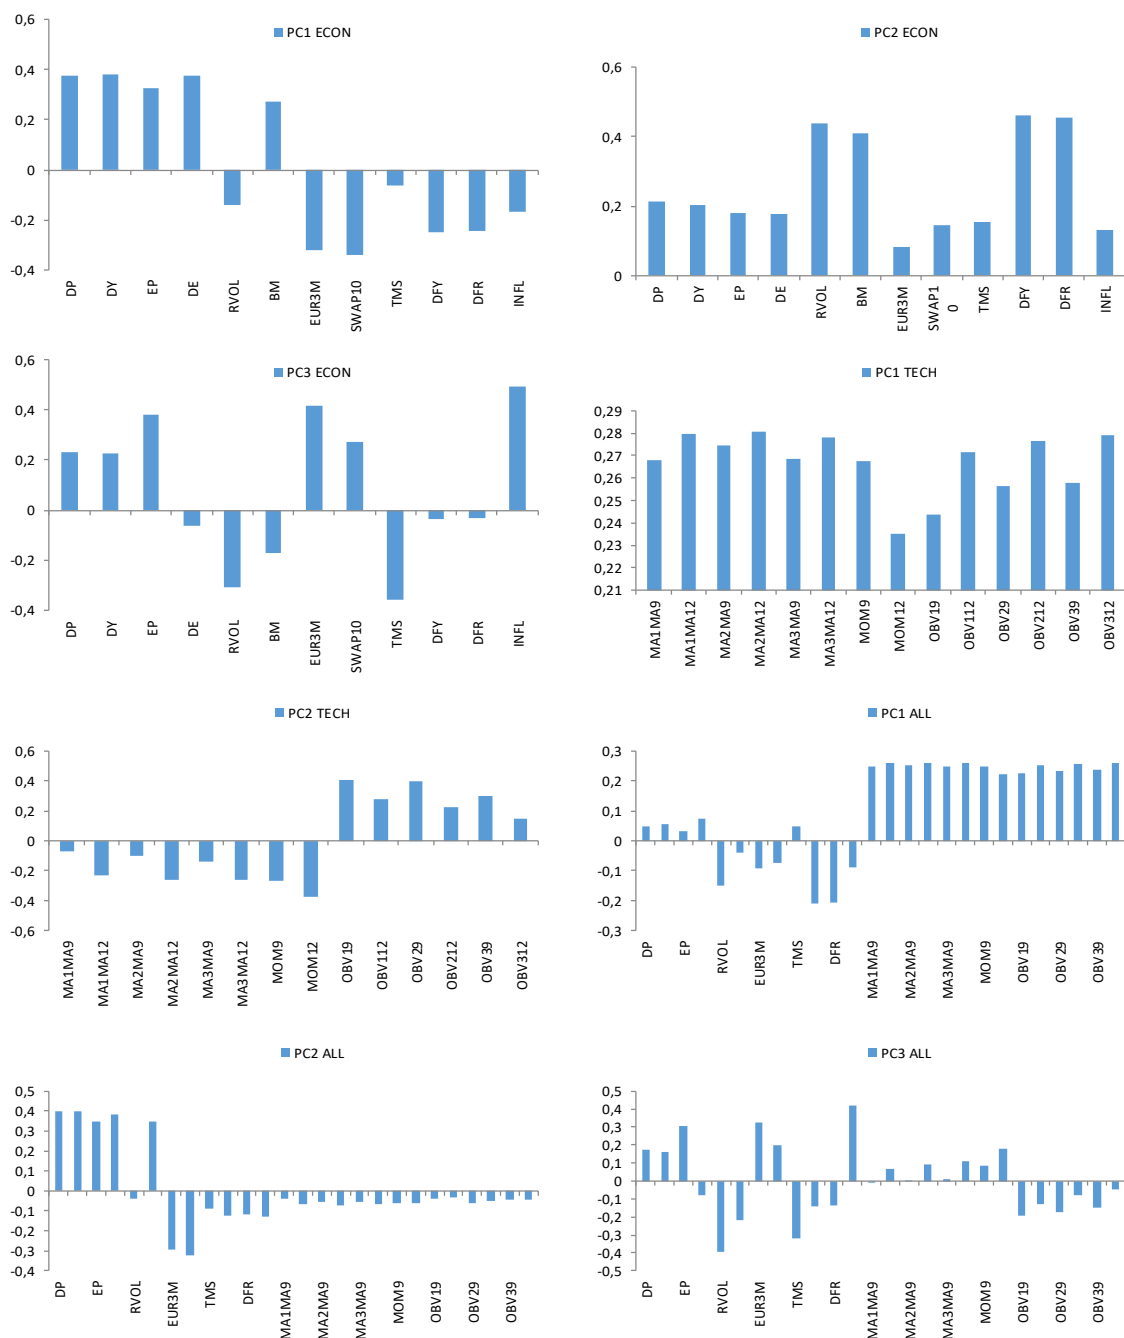 PC1 ECON
0,6
0,4
0,2
0
-0,2
-0,4
DP
DY
EP
DE
RVOL
BM
EUR3M
SWAP10
TMS
DFY
DFR
INFL
PC2 ECON
0,6
0,4
0,2
0
DP
DY
EP
DE
RVOL
BM
EUR3M
SWAP1
0
TMS
DFY
DFR
INFL
PC3 ECON
0,6
0,4
0,2
0
-0,2
-0,4
DP
DY
EP
DE
RVOL
BM
EUR3M
SWAP10
TMS
DFY
DFR
INFL
PC1 TECH
0,29
0,28
0,27
0,26
0,25
0,24
0,23
0,22
0,21
MA1MA9
MA1MA12
MA2MA9
MA2MA12
MA3MA9
MA3MA12
MOM9
MOM12
OBV19
OBV112
OBV29
OBV212
OBV39
OBV312
PC2 TECH
0,6
0,4
0,2
0
-0,2
-0,4
-0,6
MA1MA9
MA1MA12
MA2MA9
MA2MA12
MA3MA9
MA3MA12
MOM9
MOM12
OBV19
OBV112
OBV29
OBV212
OBV39
OBV312
PC1 ALL
0,3
0,2
0,1
0
-0,1
-0,2
-0,3
DP
EP
RVOL
EUR3M
TMS
DFR
MA1MA9
MA2MA9
MA3MA9
MOM9
OBV19
OBV29
OBV39
PC2 ALL
0,5
0,4
0,3
0,2
0,1
0
-0,1
-0,2
-0,3
-0,4
DP
EP
RVOL
EUR3M
TMS
DFR
MA1MA9
MA2MA9
MA3MA9
MOM9
OBV19
OBV29
OBV39
PC3 ALL
0,5
0,4
0,3
0,2
0,1
0
-0,1
-0,2
-0,3
-0,4
-0,5
DP
EP
RVOL
EUR3M
TMS
DFR
MA1MA9
MA2MA9
MA3MA9
MOM9
OBV19
OBV29
OBV39